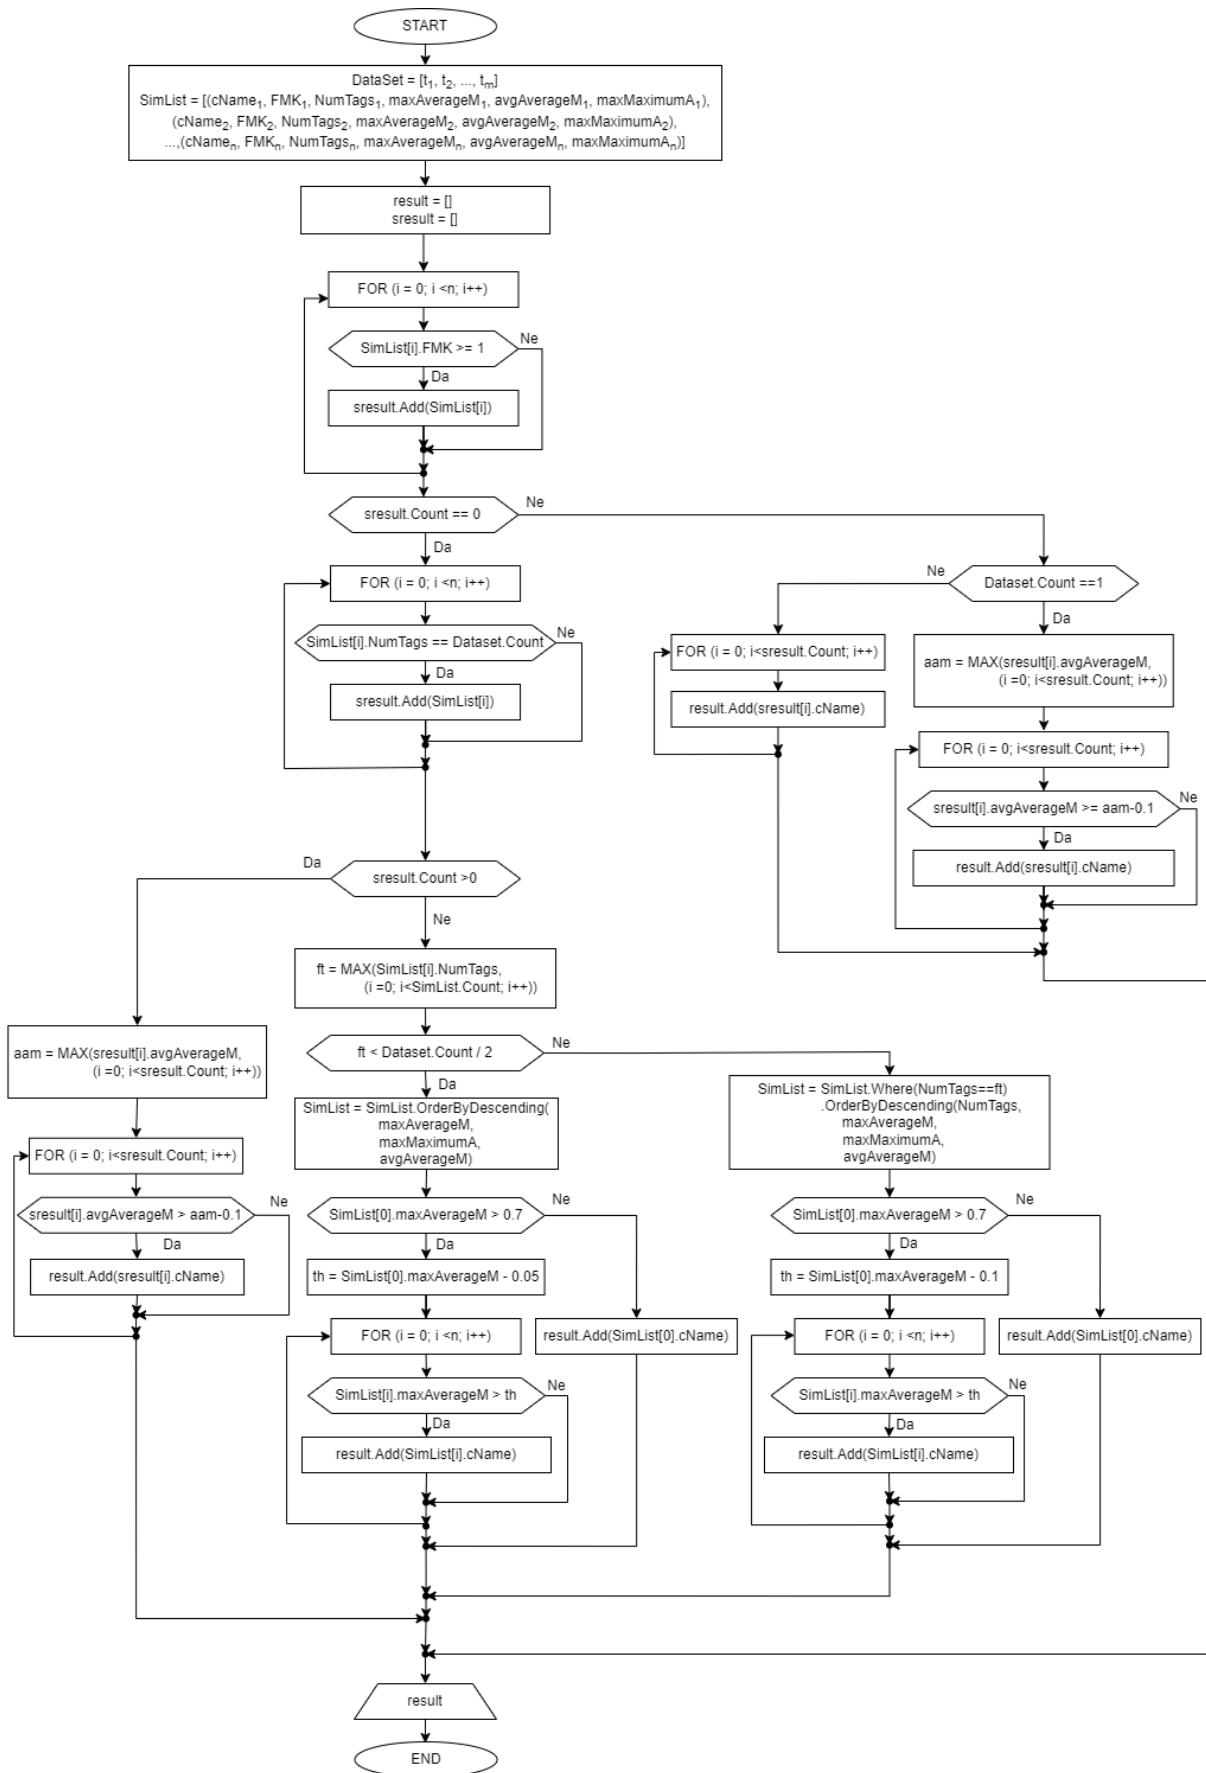 START
DataSet = [t1, t2, ..., tm]
SimList = [(cName1, FMK1, NumTags1, maxAverageM1, avgAverageM1, maxMaximumA1),
(cName2, FMK2, NumTags2, maxAverageM2, avgAverageM2, maxMaximumA2),
...,(cNamen, FMKn, NumTagsn, maxAverageMn, avgAverageMn, maxMaximumAn)]
result = []
sresult = []
FOR (i = 0; i <n; i++)
SimList[i].FMK >= 1
Ne
Da
sresult.Add(SimList[i])
sresult.Count == 0
Ne
Da
FOR (i = 0; i <n; i++)
SimList[i].NumTags == Dataset.Count
Ne
Da
sresult.Add(SimList[i])
Dataset.Count ==1
Ne
Da
FOR (i = 0; i<sresult.Count; i++)
result.Add(sresult[i].cName)
aam = MAX(sresult[i].avgAverageM,
(i =0; i<sresult.Count; i++))
FOR (i = 0; i<sresult.Count; i++)
sresult[i].avgAverageM >= aam-0.1
Ne
Da
result.Add(sresult[i].cName)
sresult.Count >0
Da
Ne
aam = MAX(sresult[i].avgAverageM,
(i =0; i<sresult.Count; i++))
FOR (i = 0; i<sresult.Count; i++)
sresult[i].avgAverageM > aam-0.1
Ne
Da
result.Add(sresult[i].cName)
ft = MAX(SimList[i].NumTags,
(i =0; i<SimList.Count; i++))
ft < Dataset.Count / 2
Ne
Da
SimList = SimList.OrderByDescending(
maxAverageM,
maxMaximumA,
avgAverageM)
SimList[0].maxAverageM > 0.7
Ne
Da
th = SimList[0].maxAverageM - 0.05
FOR (i = 0; i <n; i++)
result.Add(SimList[0].cName)
SimList[i].maxAverageM > th
Ne
Da
result.Add(SimList[i].cName)
SimList = SimList.Where(NumTags==ft)
.OrderByDescending(NumTags,
maxAverageM,
maxMaximumA,
avgAverageM)
SimList[0].maxAverageM > 0.7
Ne
Da
th = SimList[0].maxAverageM - 0.1
FOR (i = 0; i <n; i++)
result.Add(SimList[0].cName)
SimList[i].maxAverageM > th
Ne
Da
result.Add(SimList[i].cName)
result
END